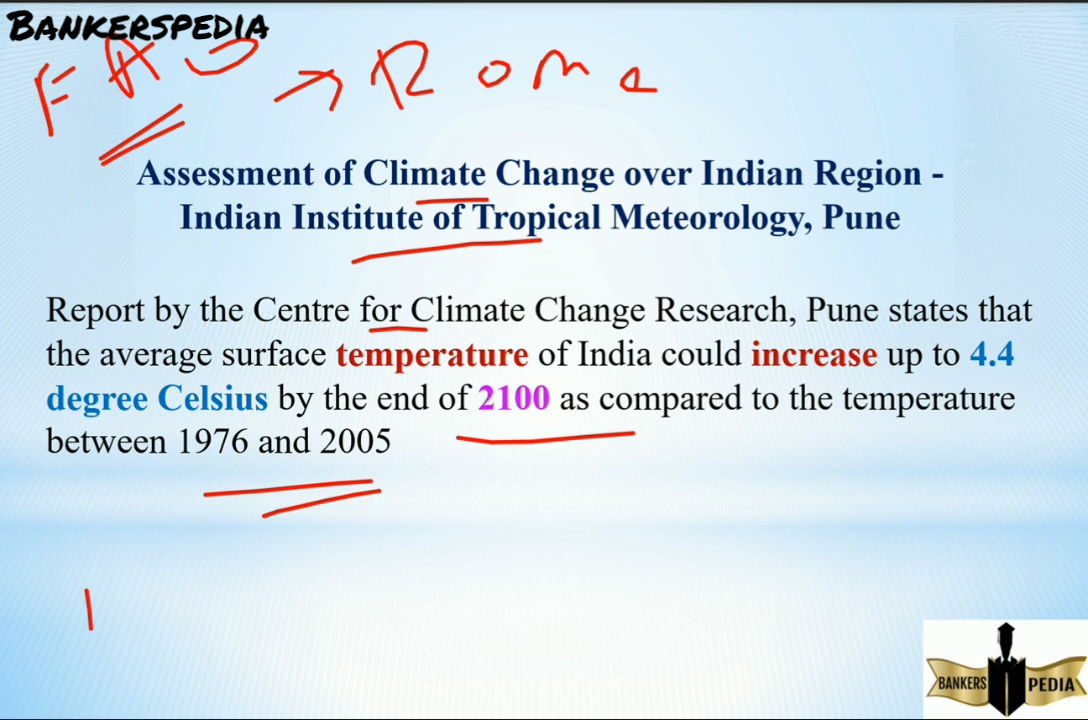 BANKERSPEDIA
FAO → Rome
Assessment of Climate Change over Indian Region -
Indian Institute of Tropical Meteorology, Pune
Report by the Centre for Climate Change Research, Pune states that
the average surface temperature of India could increase up to 4.4
degree Celsius by the end of 2100 as compared to the temperature
between 1976 and 2005
BANKERS PEDIA